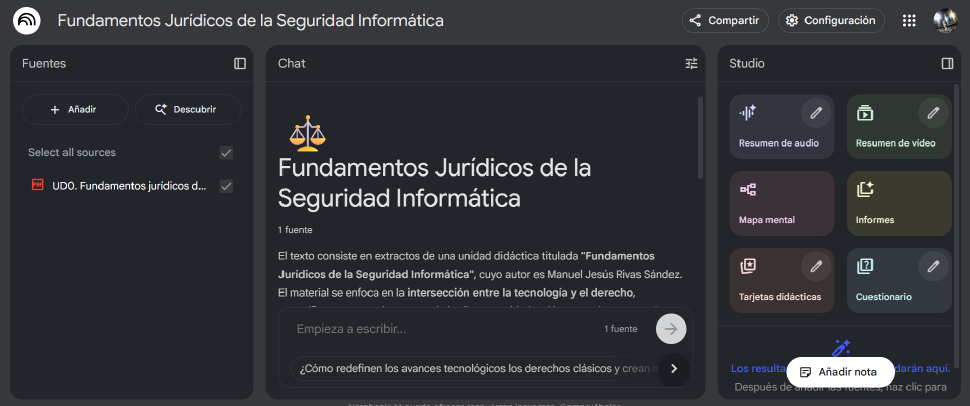 Fundamentos Jurídicos de la Seguridad Informática
Compartir
Configuración
Fuentes
Añadir
Descubrir
Select all sources
PDF
UD0. Fundamentos jurídicos d...
Chat
Fundamentos Jurídicos de la
Seguridad Informática
1 fuente
El texto consiste en extractos de una unidad didáctica titulada "Fundamentos
Jurídicos de la Seguridad Informática", cuyo autor es Manuel Jesús Rivas Sández.
El material se enfoca en la intersección entre la tecnología y el derecho,
Empieza a escribir...
1 fuente
¿Cómo redefinen los avances tecnológicos los derechos clásicos y crean n
Studio
Resumen de audio
Resumen de vídeo
Mapa mental
Informes
Tarjetas didácticas
Cuestionario
Los resulta darán aquí.
Añadir nota
Después de añadir las fuentes, haz clic para